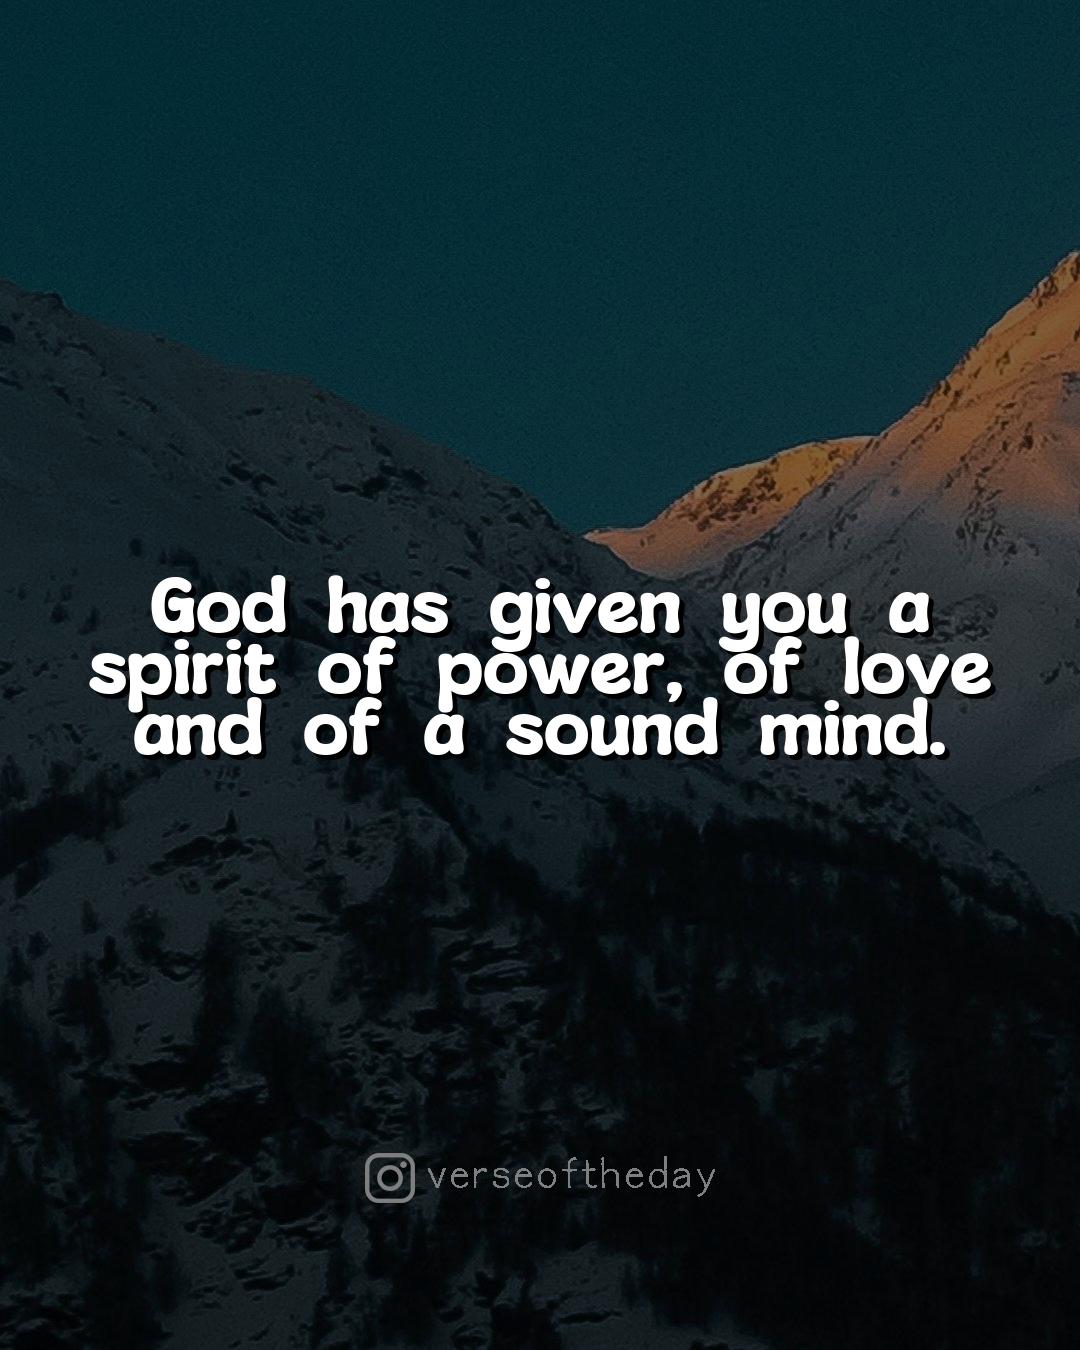 God has given you a
spirit of power, of love
and of a sound mind.
verseoftheday